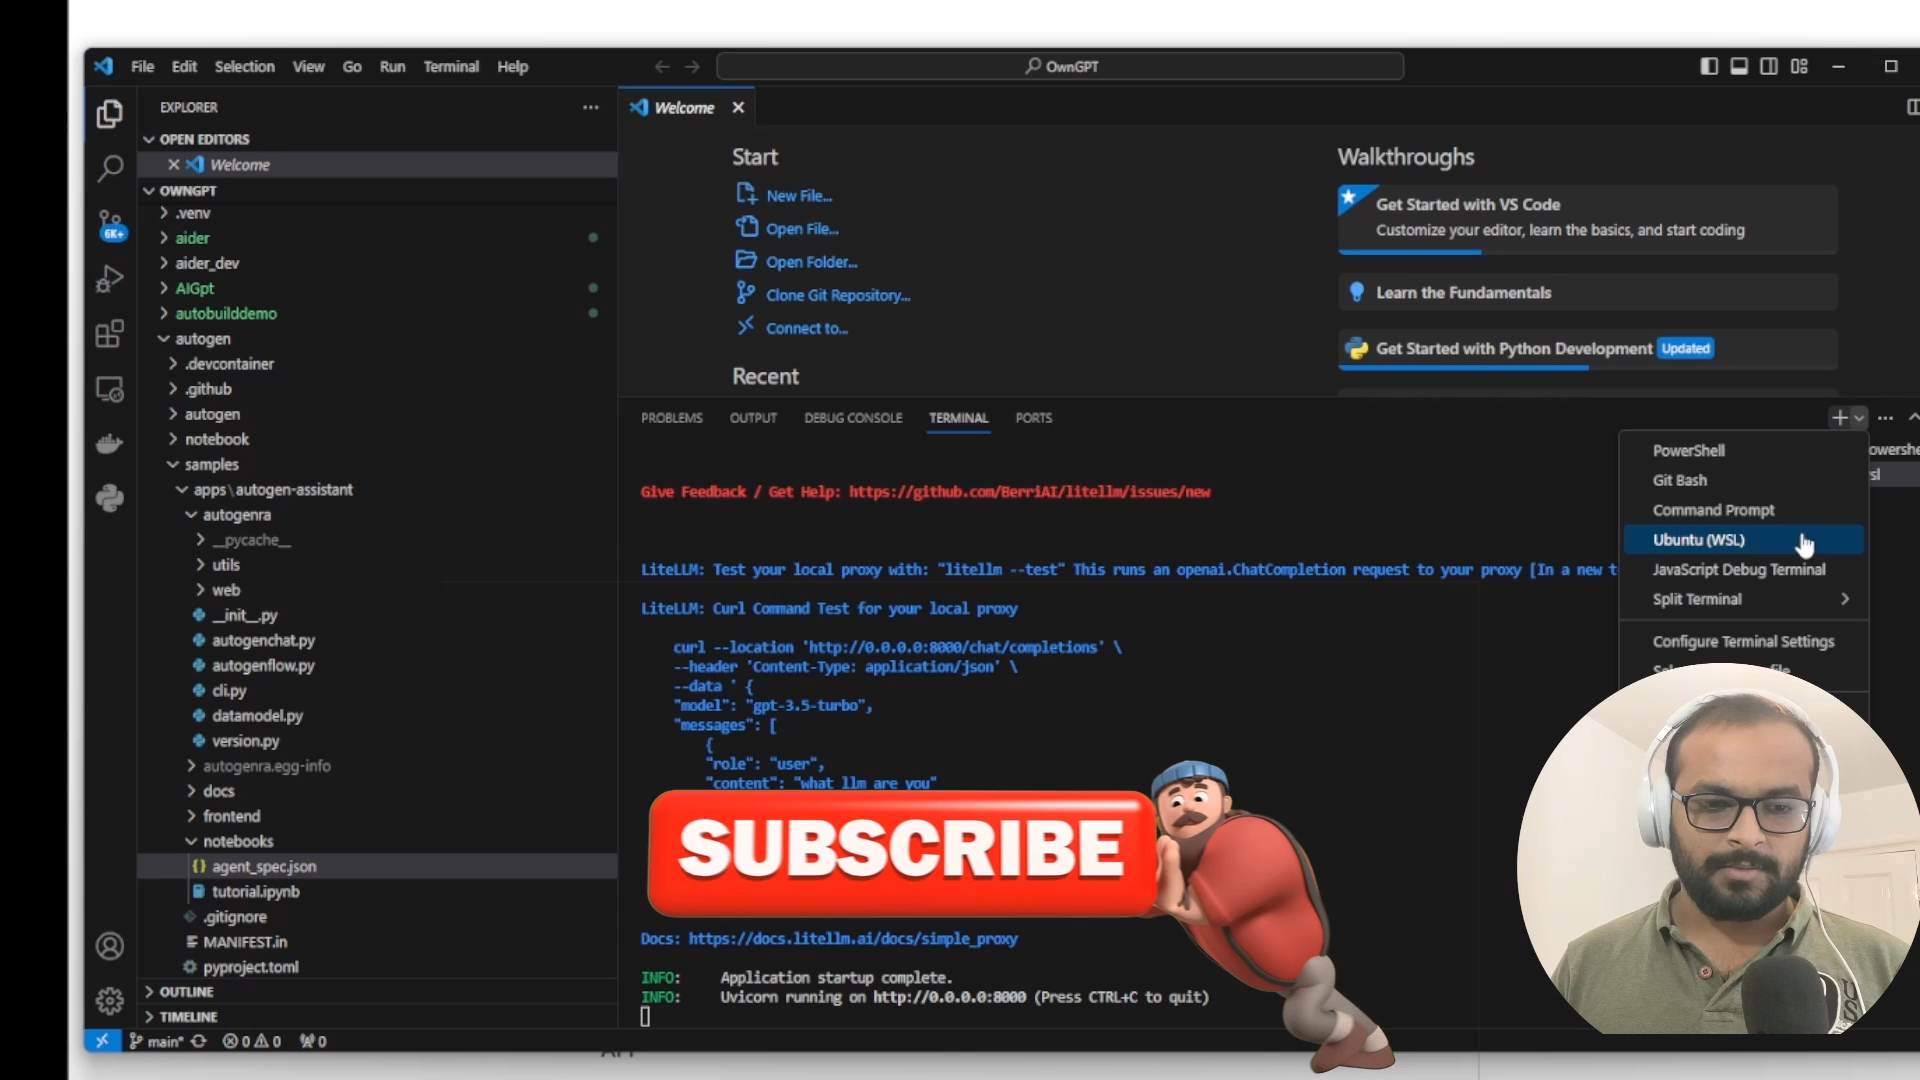 File Edit Selection View Go Run Terminal Help
OwnGPT
EXPLORER
OPEN EDITORS
Welcome
OWNGPT
.venv
aider
aider_dev
AIGpt
autobuilddemo
autogen
.devcontainer
.github
autogen
notebook
samples
apps\autogen-assistant
autogenra
__pycache__
utils
web
__init__.py
autogenchat.py
autogenflow.py
cli.py
datamodel.py
version.py
autogenra.egg-info
docs
frontend
notebooks
agent_spec.json
tutorial.ipynb
.gitignore
MANIFEST.in
pyproject.toml
OUTLINE
TIMELINE
6K+
main* 0 0 0
Welcome
Start
New File...
Open File...
Open Folder...
Clone Git Repository...
Connect to...
Recent
Walkthroughs
Get Started with VS Code
Customize your editor, learn the basics, and start coding
Learn the Fundamentals
Get Started with Python Development Updated
PROBLEMS OUTPUT DEBUG CONSOLE TERMINAL PORTS
Give Feedback / Get Help: https://github.com/BerriAI/litellm/issues/new
LiteLLM: Test your local proxy with: "litellm --test" This runs an openai.ChatCompletion request to your proxy [In a new t
LiteLLM: Curl Command Test for your local proxy
curl --location 'http://0.0.0.0:8000/chat/completions' \
--header 'Content-Type: application/json' \
--data ' {
"model": "gpt-3.5-turbo",
"messages": [
{
"role": "user",
"content": "what llm are you"
SUBSCRIBE
Docs: https://docs.litellm.ai/docs/simple_proxy
INFO: Application startup complete.
INFO: Uvicorn running on http://0.0.0.0:8000 (Press CTRL+C to quit)
PowerShell
Git Bash
Command Prompt
Ubuntu (WSL)
JavaScript Debug Terminal
Split Terminal
Configure Terminal Settings